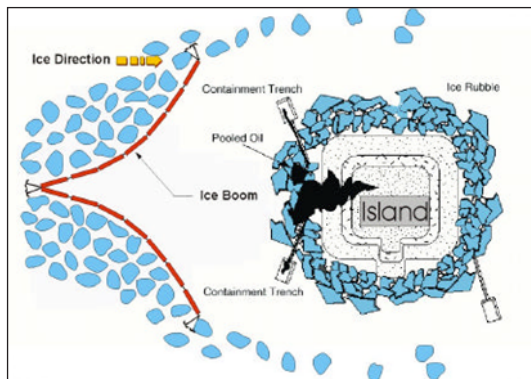 Ice Direction
Containment Trench
Ice Rubble
Pooled Oil
Ice Boom
Island
Containment Trench